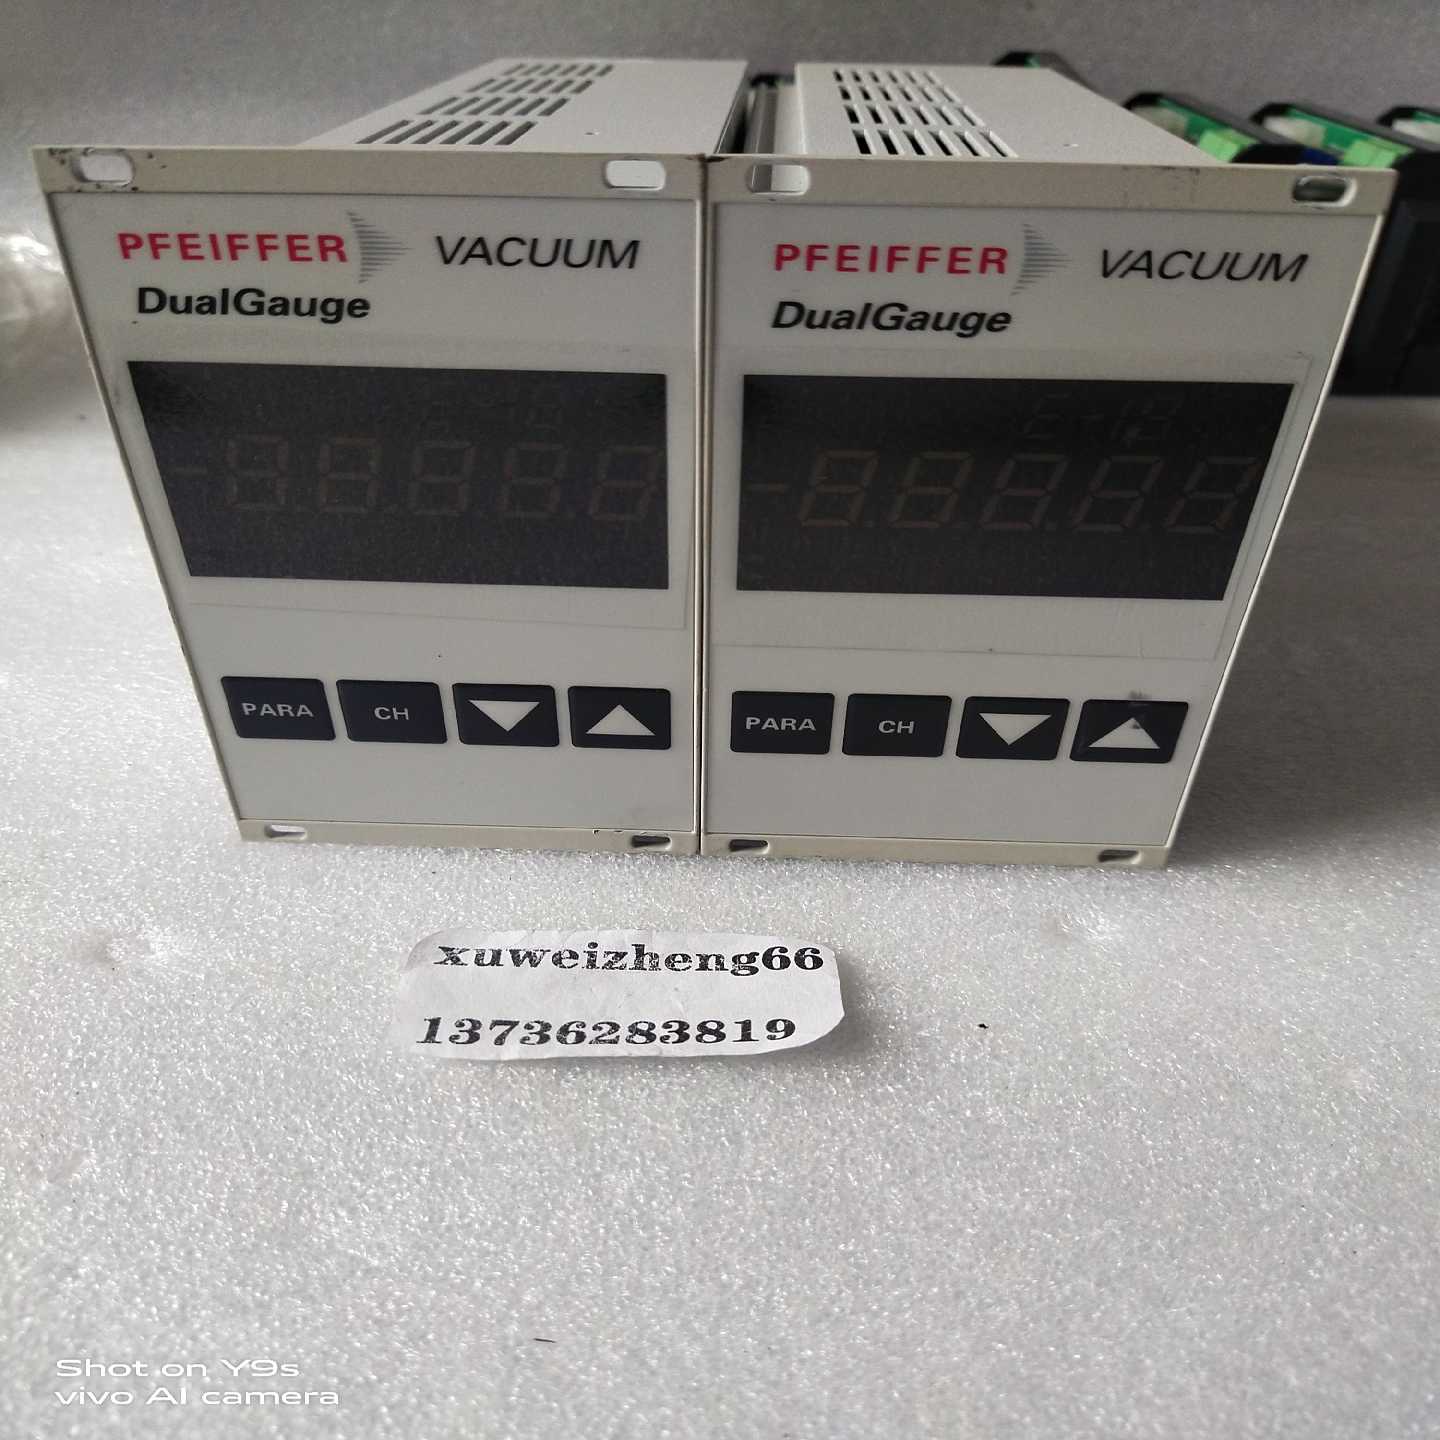 PFEIFFER VACUUM
DualGauge
PARA CH
PFEIFFER VACUUM
DualGauge
PARA CH
xuweizheng66
13736283819
Shot on Y9s
vivo AI camera